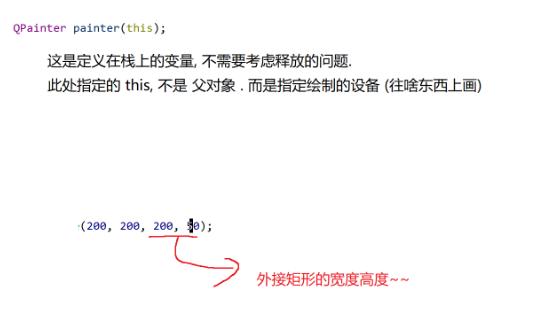 QPainter painter(this);
这是定义在栈上的变量, 不需要考虑释放的问题.
此处指定的 this, 不是 父对象 . 而是指定绘制的设备 (往啥东西上画)
(200, 200, 200, 50);
外接矩形的宽度高度~~